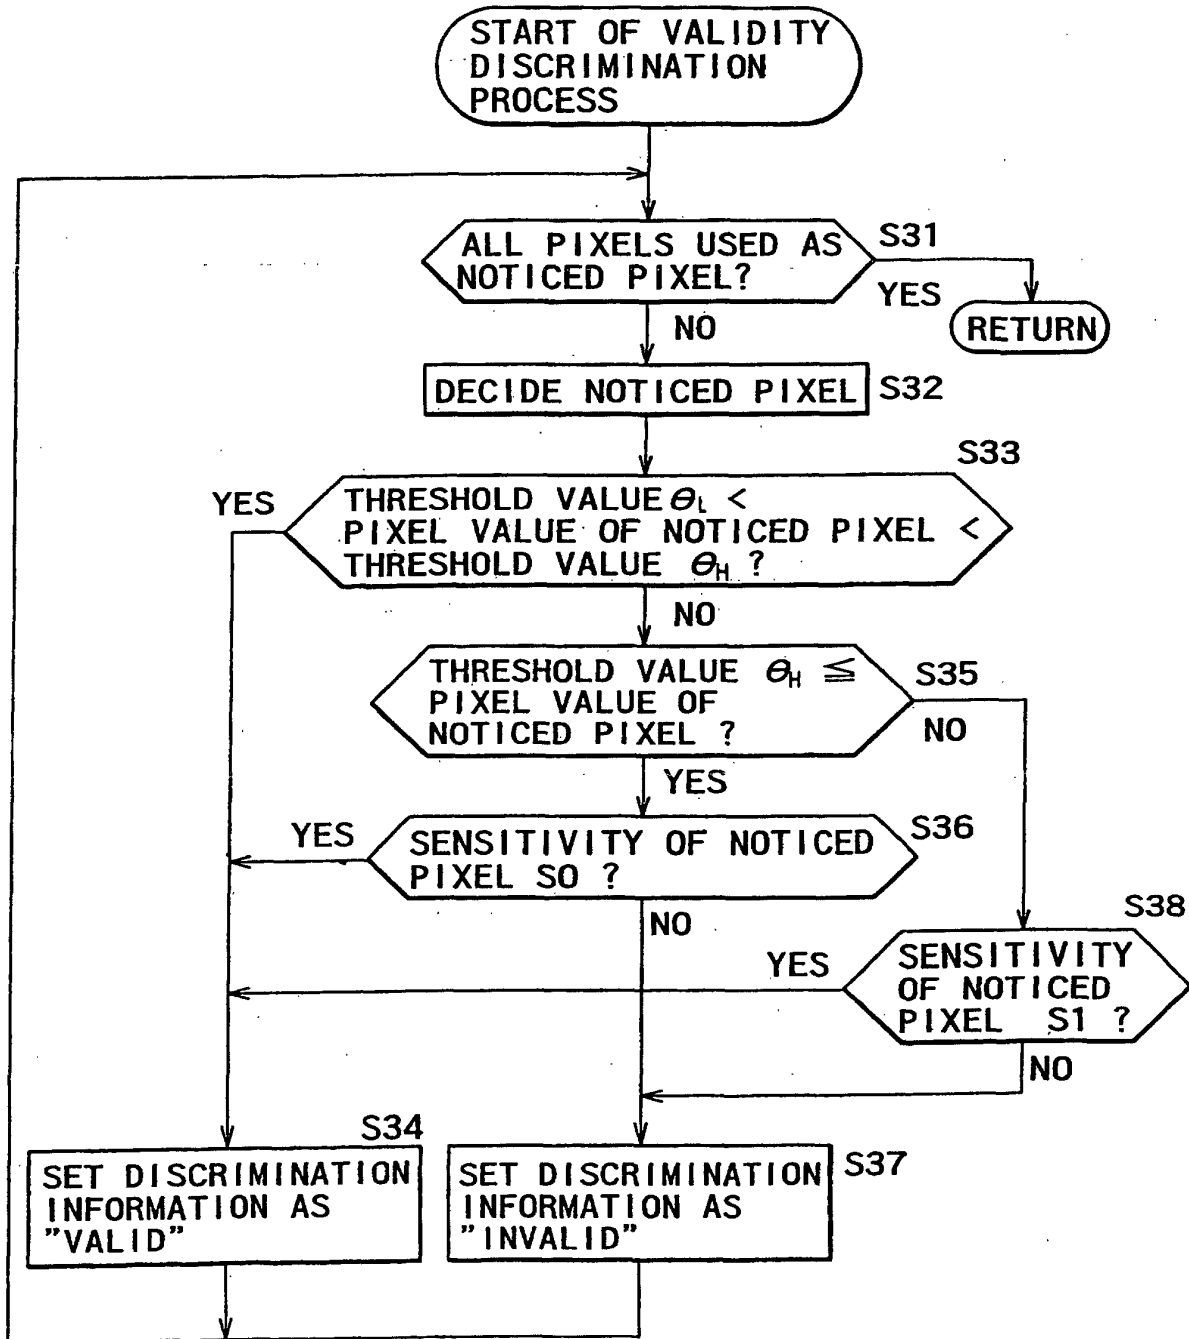 START OF VALIDITY
DISCRIMINATION
PROCESS
ALL PIXELS USED AS
NOTICED PIXEL?
S31
YES
RETURN
NO
DECIDE NOTICED PIXEL
S32
S33
YES
THRESHOLD VALUE θL <
PIXEL VALUE OF NOTICED PIXEL <
THRESHOLD VALUE θH ?
NO
THRESHOLD VALUE θH ≦
PIXEL VALUE OF
NOTICED PIXEL ?
S35
NO
YES
YES
SENSITIVITY OF NOTICED
PIXEL S0 ?
S36
NO
S38
YES
SENSITIVITY
OF NOTICED
PIXEL S1 ?
NO
S34
SET DISCRIMINATION
INFORMATION AS
"VALID"
SET DISCRIMINATION
INFORMATION AS
"INVALID"
S37